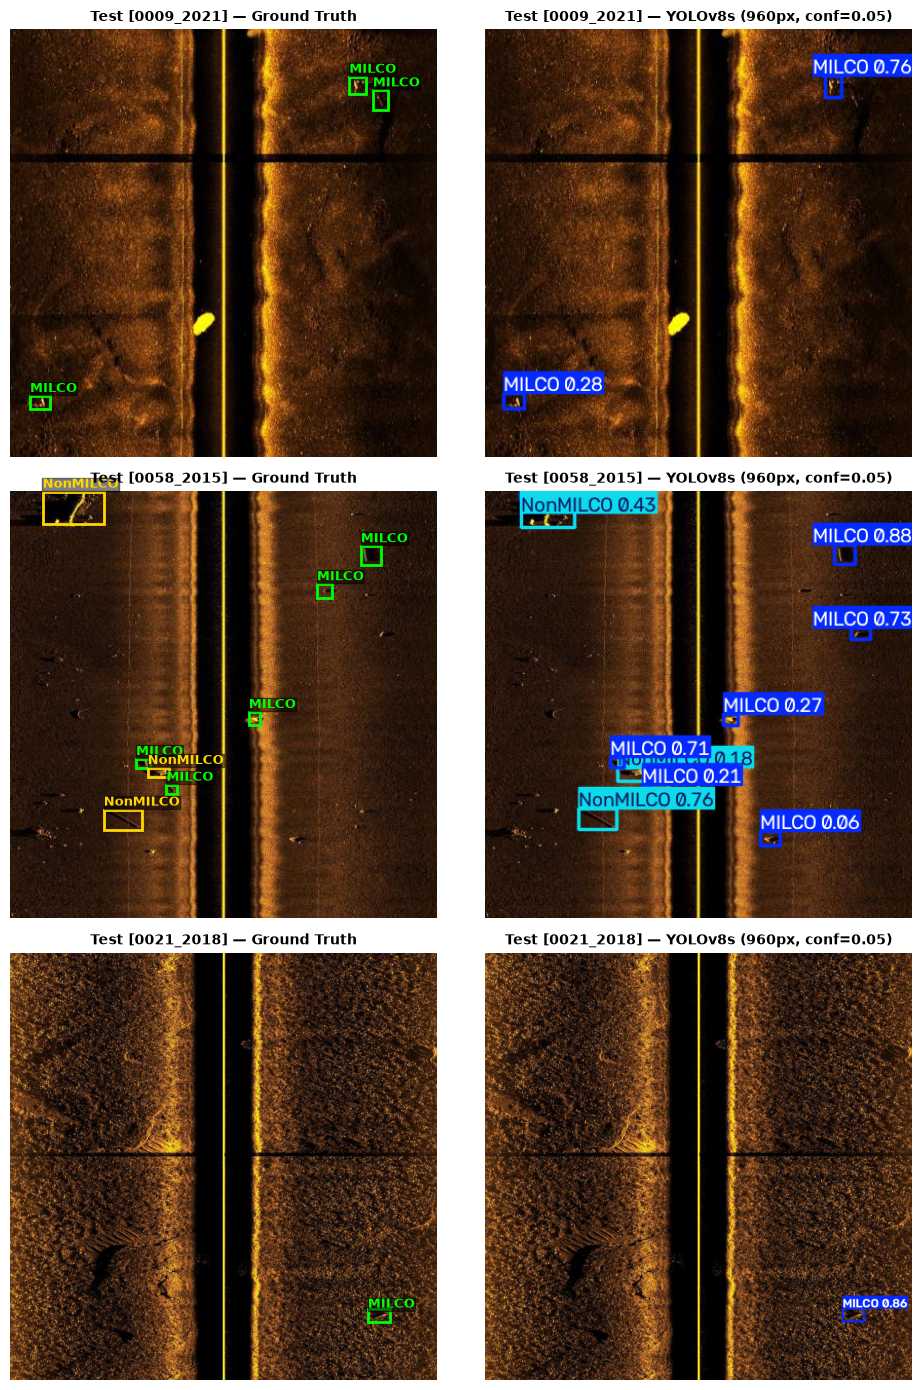 Test [0009_2021] — Ground Truth
MILCO
MILCO
MILCO
Test [0009_2021] — YOLOv8s (960px, conf=0.05)
MILCO 0.76
MILCO 0.28
Test [0058_2015] — Ground Truth
NonMILCO
MILCO
MILCO
MILCO
MILCO
NonMILCO
MILCO
NonMILCO
Test [0058_2015] — YOLOv8s (960px, conf=0.05)
NonMILCO 0.43
MILCO 0.88
MILCO 0.73
MILCO 0.27
MILCO 0.71
NonMILCO 0.18
MILCO 0.21
NonMILCO 0.76
MILCO 0.06
Test [0021_2018] — Ground Truth
MILCO
Test [0021_2018] — YOLOv8s (960px, conf=0.05)
MILCO 0.86